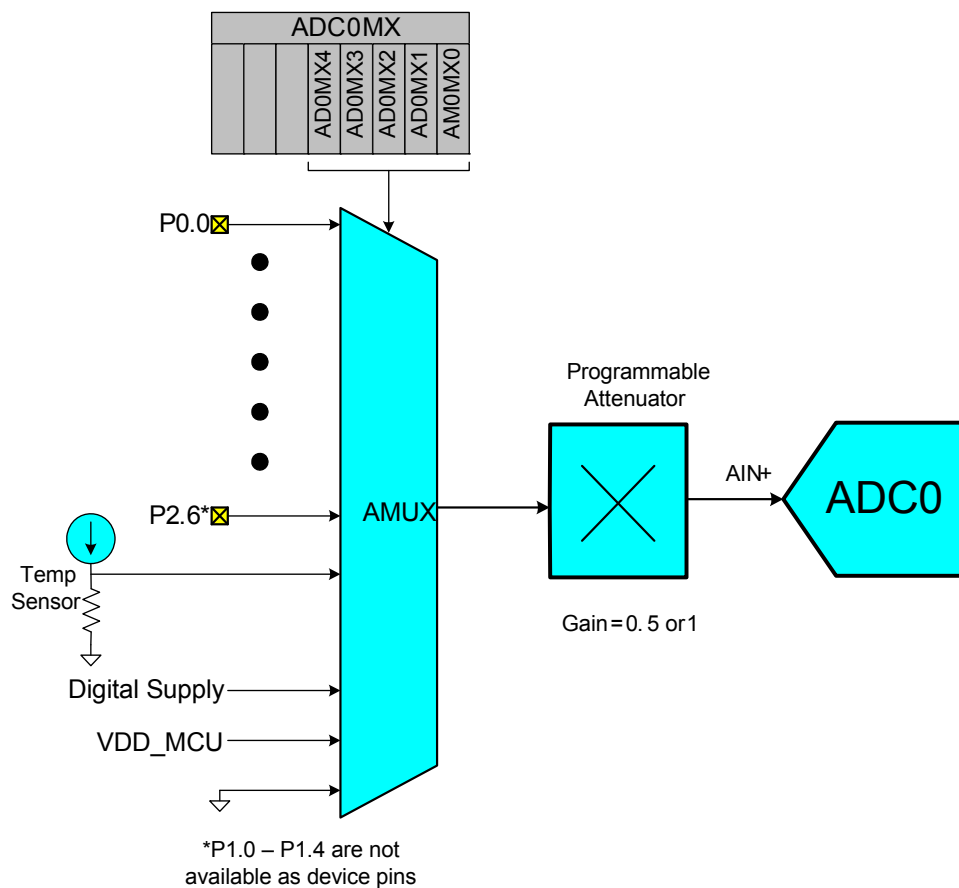 ADC0MX
AD0MX4
AD0MX3
AD0MX2
AD0MX1
AM0MX0
P0.0
Programmable
Attenuator
AIN+
ADC0
P2.6*
AMUX
Temp
Sensor
Gain = 0. 5 or 1
Digital Supply
VDD_MCU
*P1.0 – P1.4 are not
available as device pins